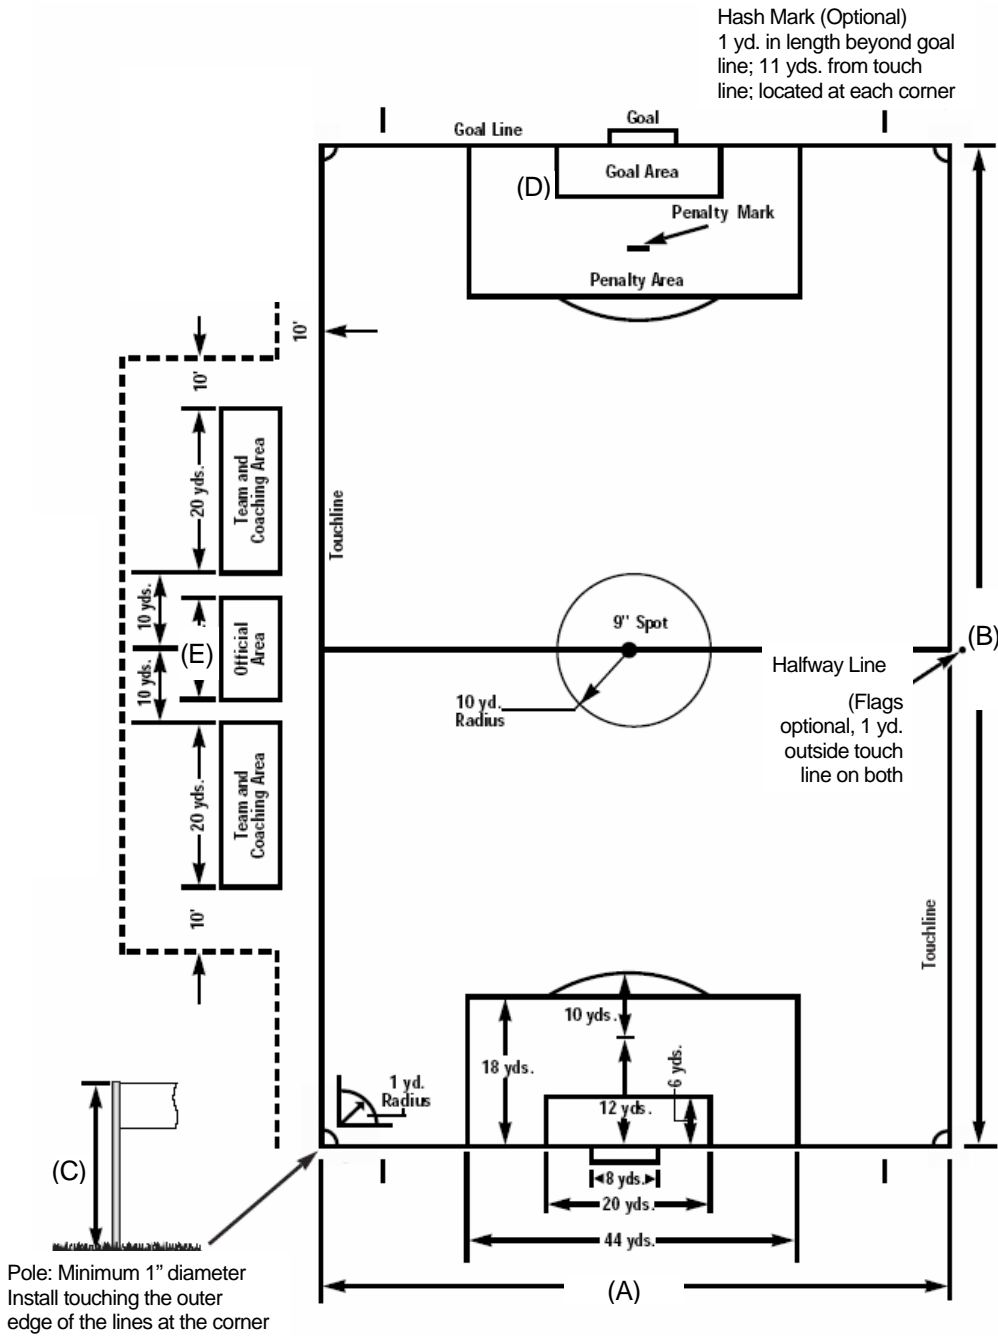 Hash Mark (Optional)
1 yd. in length beyond goal
line; 11 yds. from touch
line; located at each corner
Goal
Goal Line
Goal Area
(D)
Penalty Mark
Penalty Area
10'
10'
20 yds.
Team and
Coaching Area
Touchline
10 yds.
(E)
Official
Area
10 yds.
9" Spot
(B)
Halfway Line
10 yd.
Radius
(Flags
optional, 1 yd.
outside touch
line on both
20 yds.
Team and
Coaching Area
10'
Touchline
10 yds.
18 yds.
6 yds.
12 yds.
1 yd.
Radius
(C)
8 yds.
20 yds.
44 yds.
(A)
Pole: Minimum 1” diameter
Install touching the outer
edge of the lines at the corner